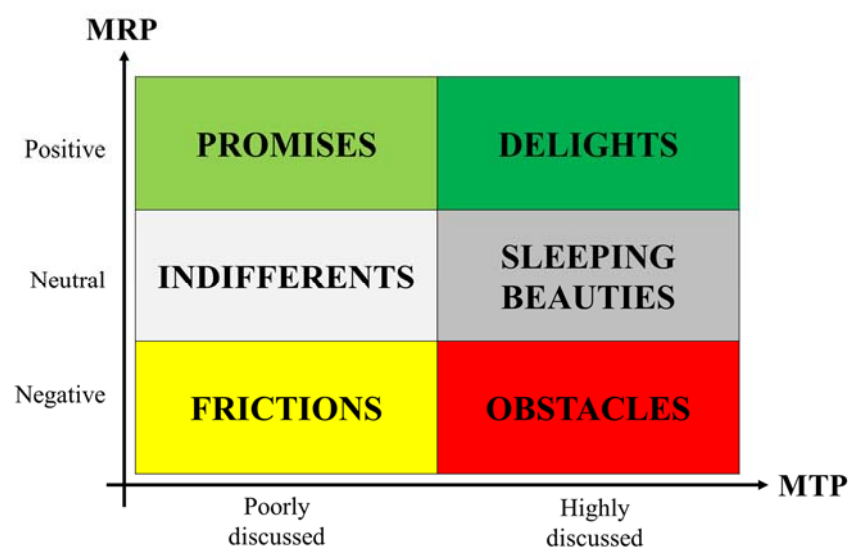 MRP
Positive
PROMISES
DELIGHTS
Neutral
INDIFFERENTS
SLEEPING
BEAUTIES
Negative
FRICTIONS
OBSTACLES
MTP
Poorly
discussed
Highly
discussed